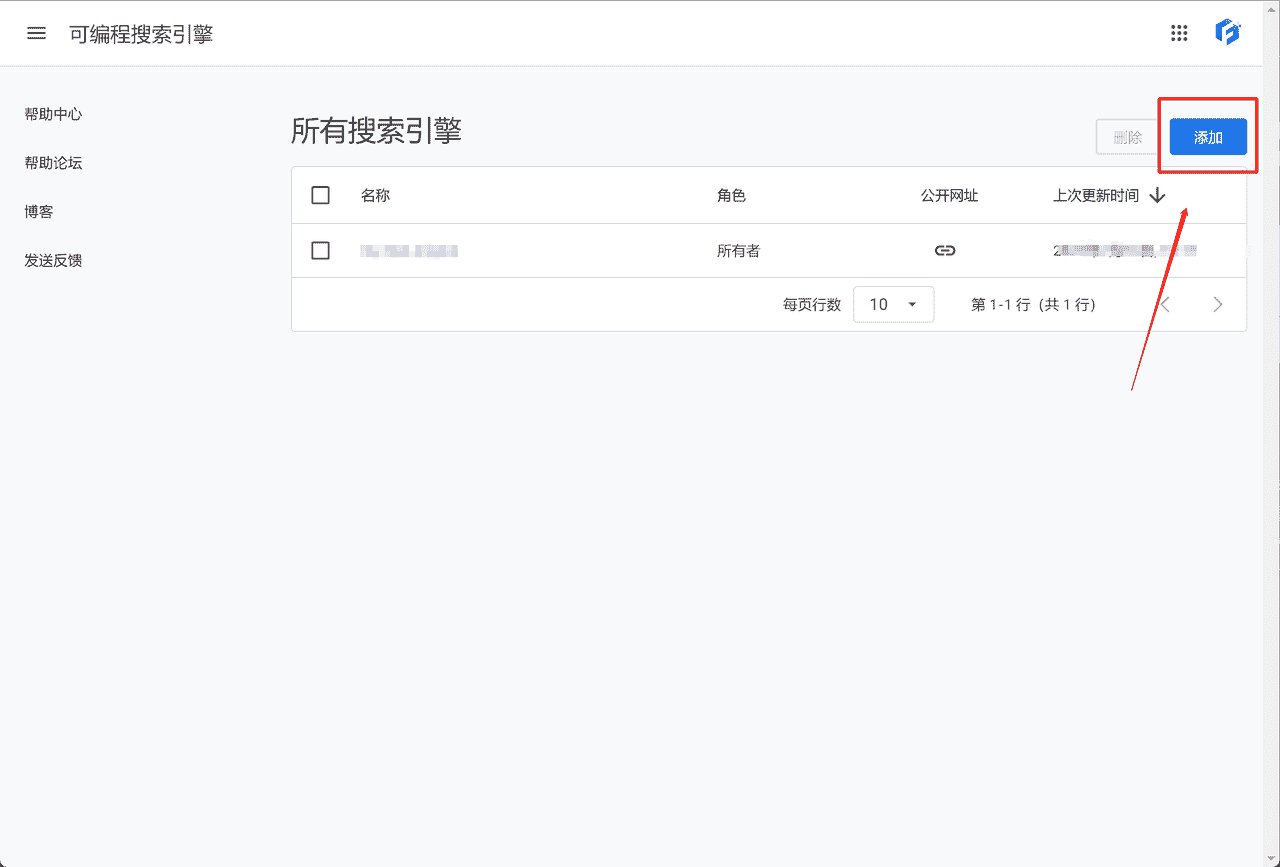 可编程搜索引擎
帮助中心
帮助论坛
博客
发送反馈
所有搜索引擎
删除
添加
名称 角色 公开网址 上次更新时间
所有者
每页行数 10 第 1-1 行（共 1 行）